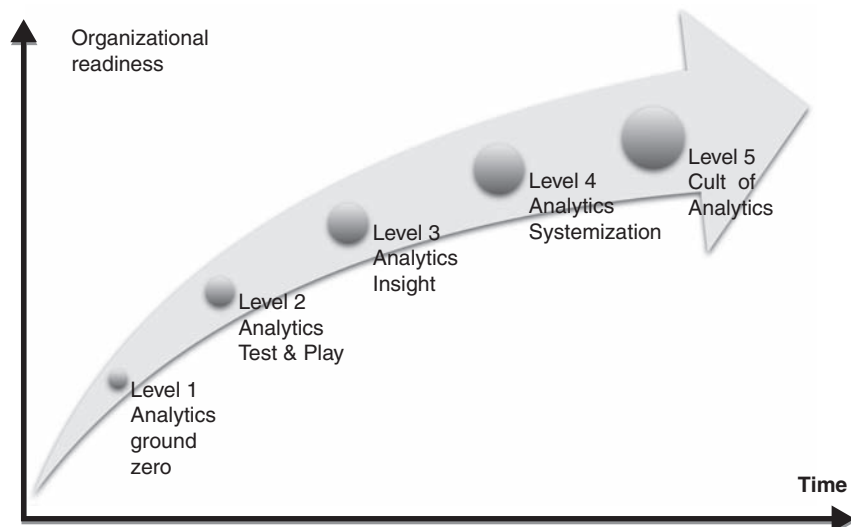 Organizational
readiness
Level 5
Cult of
Analytics
Level 4
Analytics
Systemization
Level 3
Analytics
Insight
Level 2
Analytics
Test & Play
Level 1
Analytics
ground
zero
Time